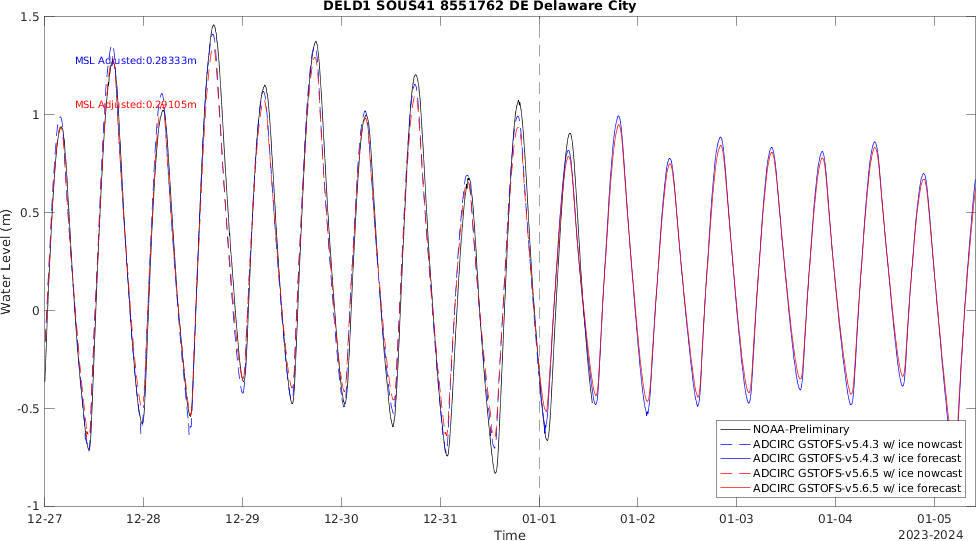 DELD1 SOUS41 8551762 DE Delaware City
1.5
MSL Adjusted:0.28333m
MSL Adjusted:0.29105m
1
0.5
Water Level (m)
0
-0.5
-1
NOAA-Preliminary
ADCIRC GSTOFS-v5.4.3 w/ ice nowcast
ADCIRC GSTOFS-v5.4.3 w/ ice forecast
ADCIRC GSTOFS-v5.6.5 w/ ice nowcast
ADCIRC GSTOFS-v5.6.5 w/ ice forecast
12-27 12-28 12-29 12-30 12-31 01-01 01-02 01-03 01-04 01-05
Time
2023-2024